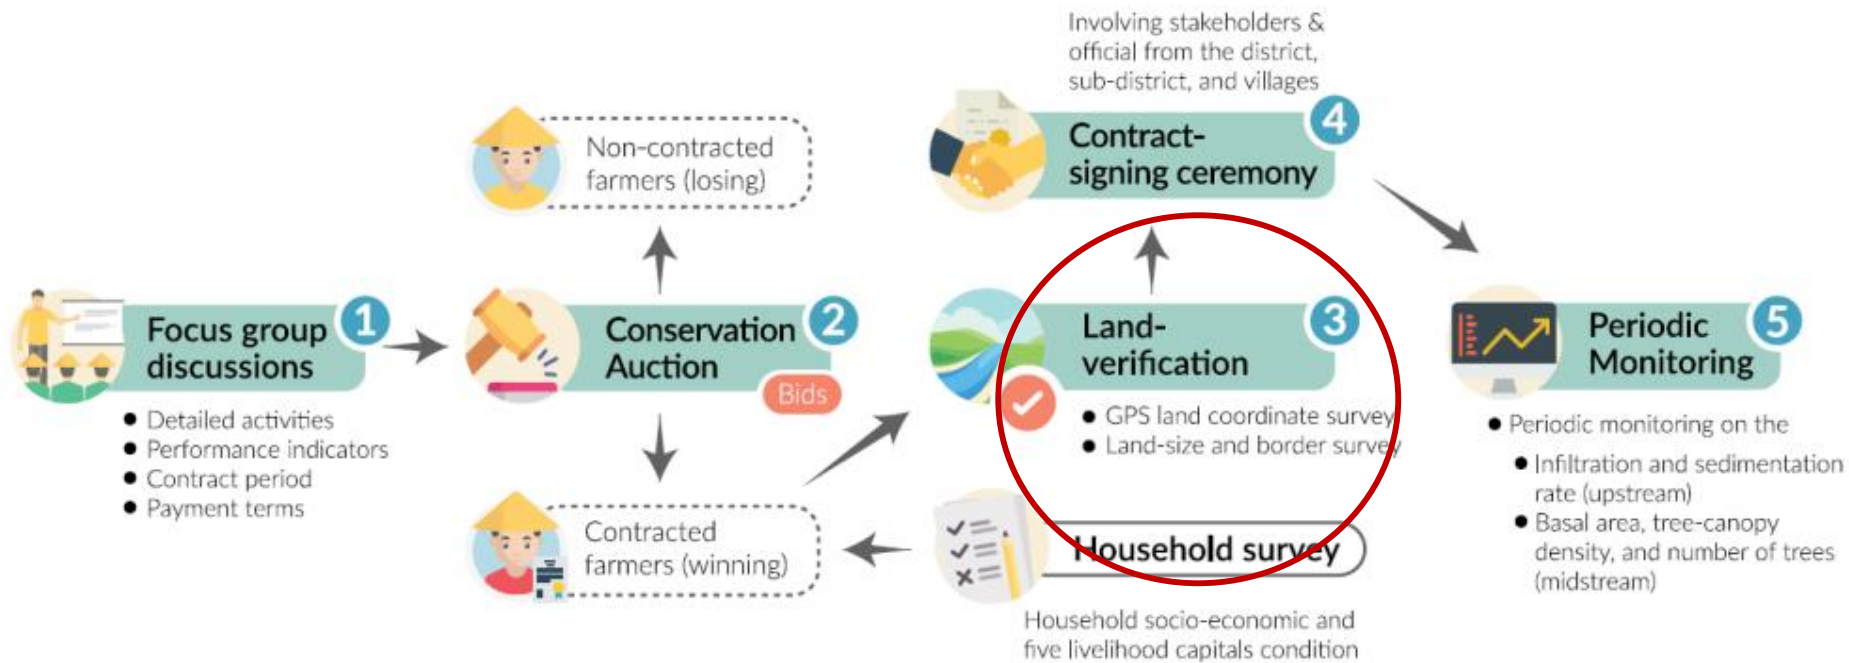 Focus group
discussions
1
● Detailed activities
● Performance indicators
● Contract period
● Payment terms
Non-contracted
farmers (losing)
Conservation
Auction
2
Bids
Contracted
farmers (winning)
Land-
verification
3
● GPS land coordinate survey
● Land-size and border survey
Household survey
Household socio-economic and
five livelihood capitals condition
Involving stakeholders &
official from the district,
sub-district, and villages
Contract-
signing ceremony
4
Periodic
Monitoring
5
● Periodic monitoring on the
● Infiltration and sedimentation
rate (upstream)
● Basal area, tree-canopy
density, and number of trees
(midstream)